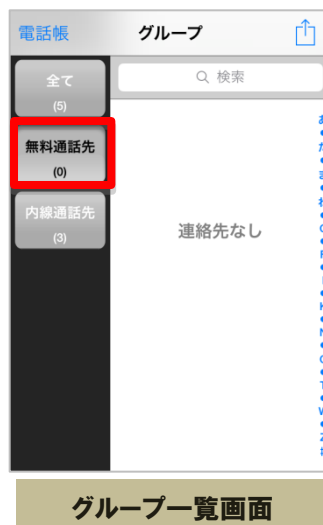 電話帳 グループ
全て
(5)
検索
無料通話先
(0)
内線通話先
(3)
連絡先なし
グループ一覧画面